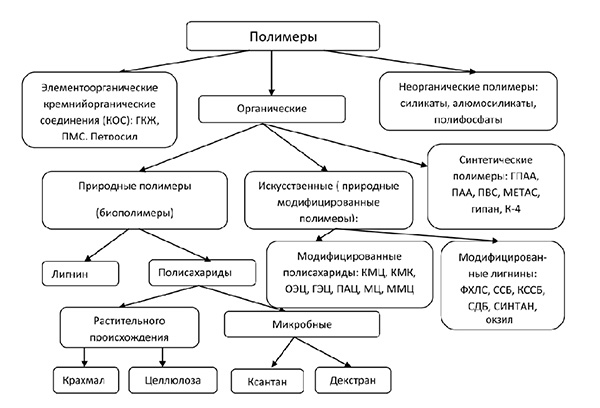 Полимеры
Элементоорганические
кремнийорганические
соединения (КОС): ГКЖ,
ПМС. Петросил
Органические
Неорганические полимеры:
силикаты, алюмосиликаты,
полифосфаты
Природные полимеры
(биополимеры)
Искусственные ( природные
модифицированные
полимеры):
Синтетические
полимеры: ГПАА,
ПАА, ПВС, МЕТАС,
гипан, К-4
Лигнин
Полисахариды
Модифицированные
полисахариды: КМЦ, КМК,
ОЭЦ, ГЭЦ, ПАЦ, МЦ, ММЦ
Модифицирован-
ные лигнины:
ФХЛС, ССБ, КССБ,
СДБ, СИНТАН,
окзил
Растительного
происхождения
Микробные
Крахмал
Целлюлоза
Ксантан
Декстран